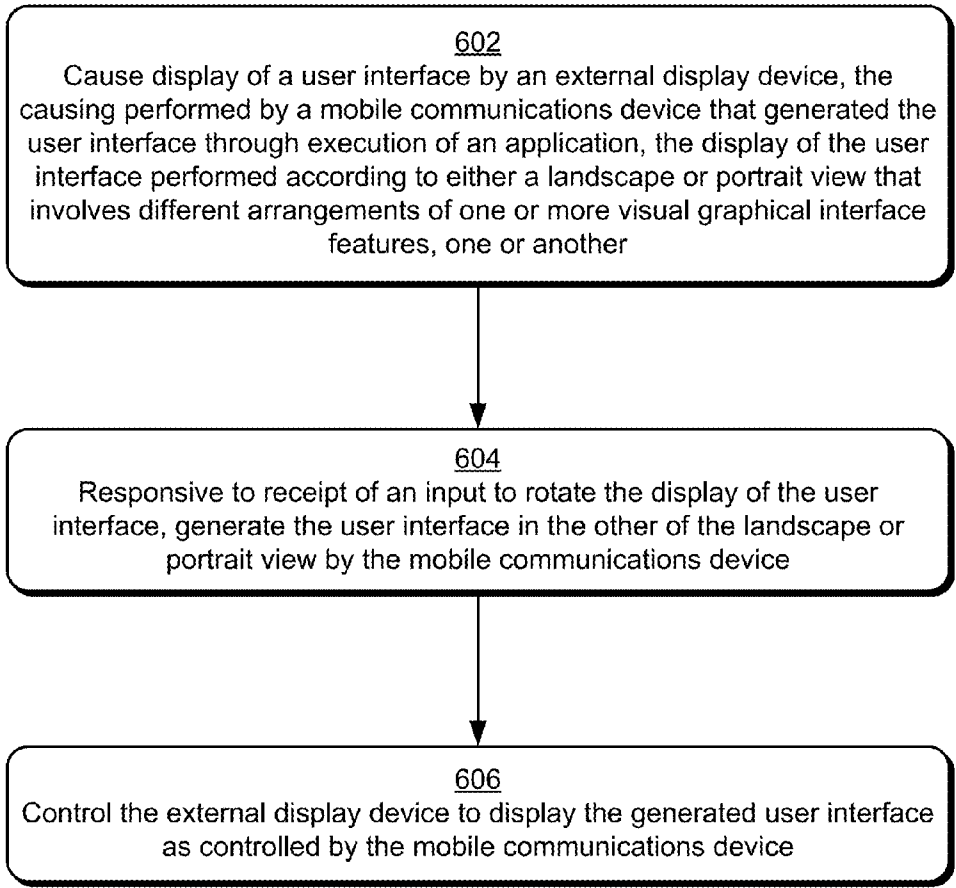 602
Cause display of a user interface by an external display device, the
causing performed by a mobile communications device that generated the
user interface through execution of an application, the display of the user
interface performed according to either a landscape or portrait view that
involves different arrangements of one or more visual graphical interface
features, one or another
604
Responsive to receipt of an input to rotate the display of the user
interface, generate the user interface in the other of the landscape or
portrait view by the mobile communications device
606
Control the external display device to display the generated user interface
as controlled by the mobile communications device